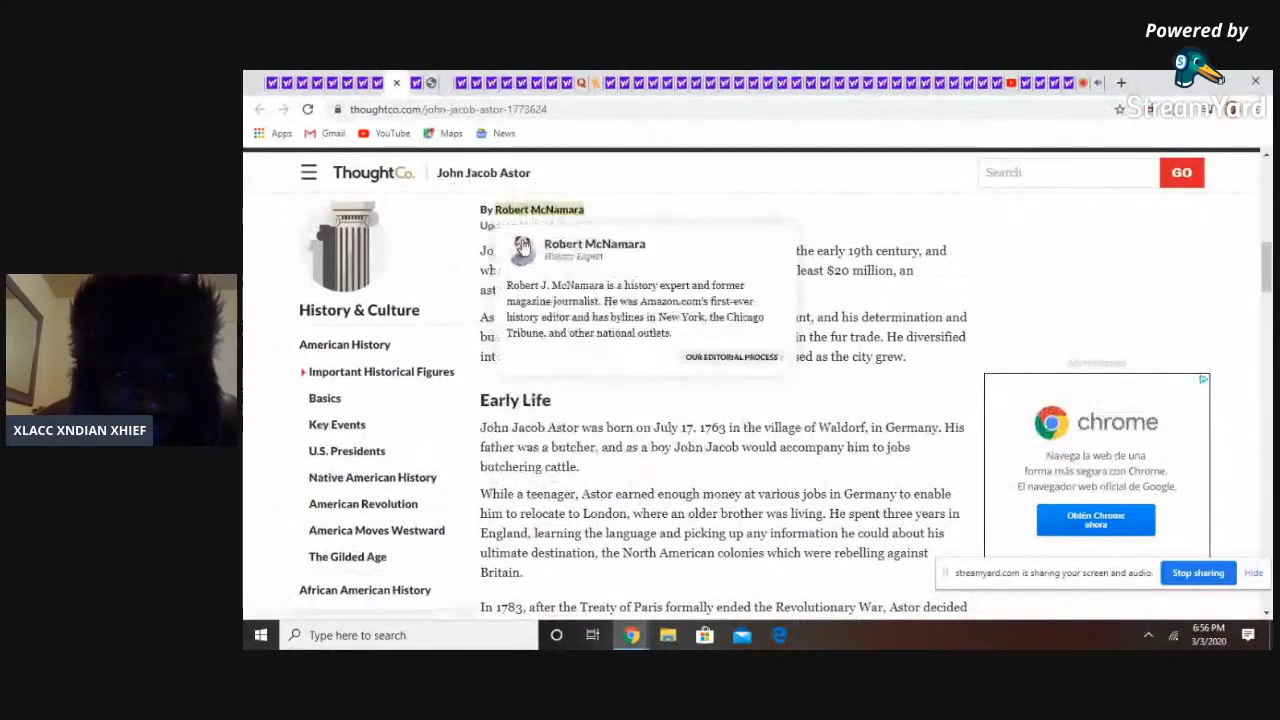 Powered by
StreamYard
thoughtco.com/john-jacob-astor-1773624
Apps
Gmail
YouTube
Maps
News
ThoughtCo.
John Jacob Astor
Search
GO
By Robert McNamara
Robert McNamara
History Expert
Robert J. McNamara is a history expert and former
magazine journalist. He was Amazon.com's first-ever
history editor and has bylines in New York, the Chicago
Tribune, and other national outlets.
OUR EDITORIAL PROCESS
the early 19th century, and
least $20 million, an
nt, and his determination and
in the fur trade. He diversified
sed as the city grew.
History & Culture
American History
Important Historical Figures
Basics
Key Events
U.S. Presidents
Native American History
American Revolution
America Moves Westward
The Gilded Age
African American History
Early Life
John Jacob Astor was born on July 17, 1763 in the village of Waldorf, in Germany. His
father was a butcher, and as a boy John Jacob would accompany him to jobs
butchering cattle.
While a teenager, Astor earned enough money at various jobs in Germany to enable
him to relocate to London, where an older brother was living. He spent three years in
England, learning the language and picking up any information he could about his
ultimate destination, the North American colonies which were rebelling against
Britain.
In 1783, after the Treaty of Paris formally ended the Revolutionary War, Astor decided
Advertisement
chrome
Navega la web de una
forma más segura con Chrome.
El navegador web oficial de Google.
Obtén Chrome
ahora
streamyard.com is sharing your screen and audio.
Stop sharing
Hide
XLACC XNDIAN XHIEF
Type here to search
6:56 PM
3/3/2020